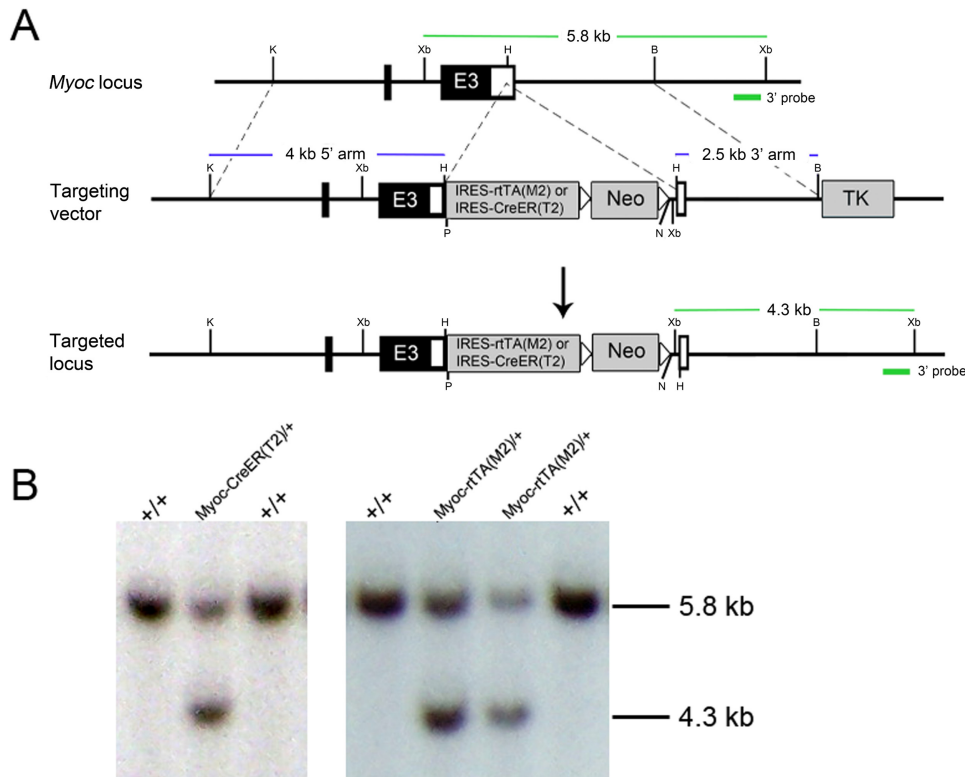 A
5.8 kb
K
Xb
H
B
Xb
Myoc locus
E3
3' probe
4 kb 5' arm
2.5 kb 3' arm
K
Xb
H
H
B
Targeting
vector
E3
IRES-rtTA(M2) or
IRES-CreER(T2)
Neo
TK
P
N
Xb
4.3 kb
K
Xb
H
Xb
B
Xb
Targeted
locus
E3
IRES-rtTA(M2) or
IRES-CreER(T2)
Neo
3' probe
P
N
H
B
+/+
Myoc-CreER(T2)/+
+/+
+/+
Myoc-rtTA(M2)/+
Myoc-rtTA(M2)/+
+/+
5.8 kb
4.3 kb